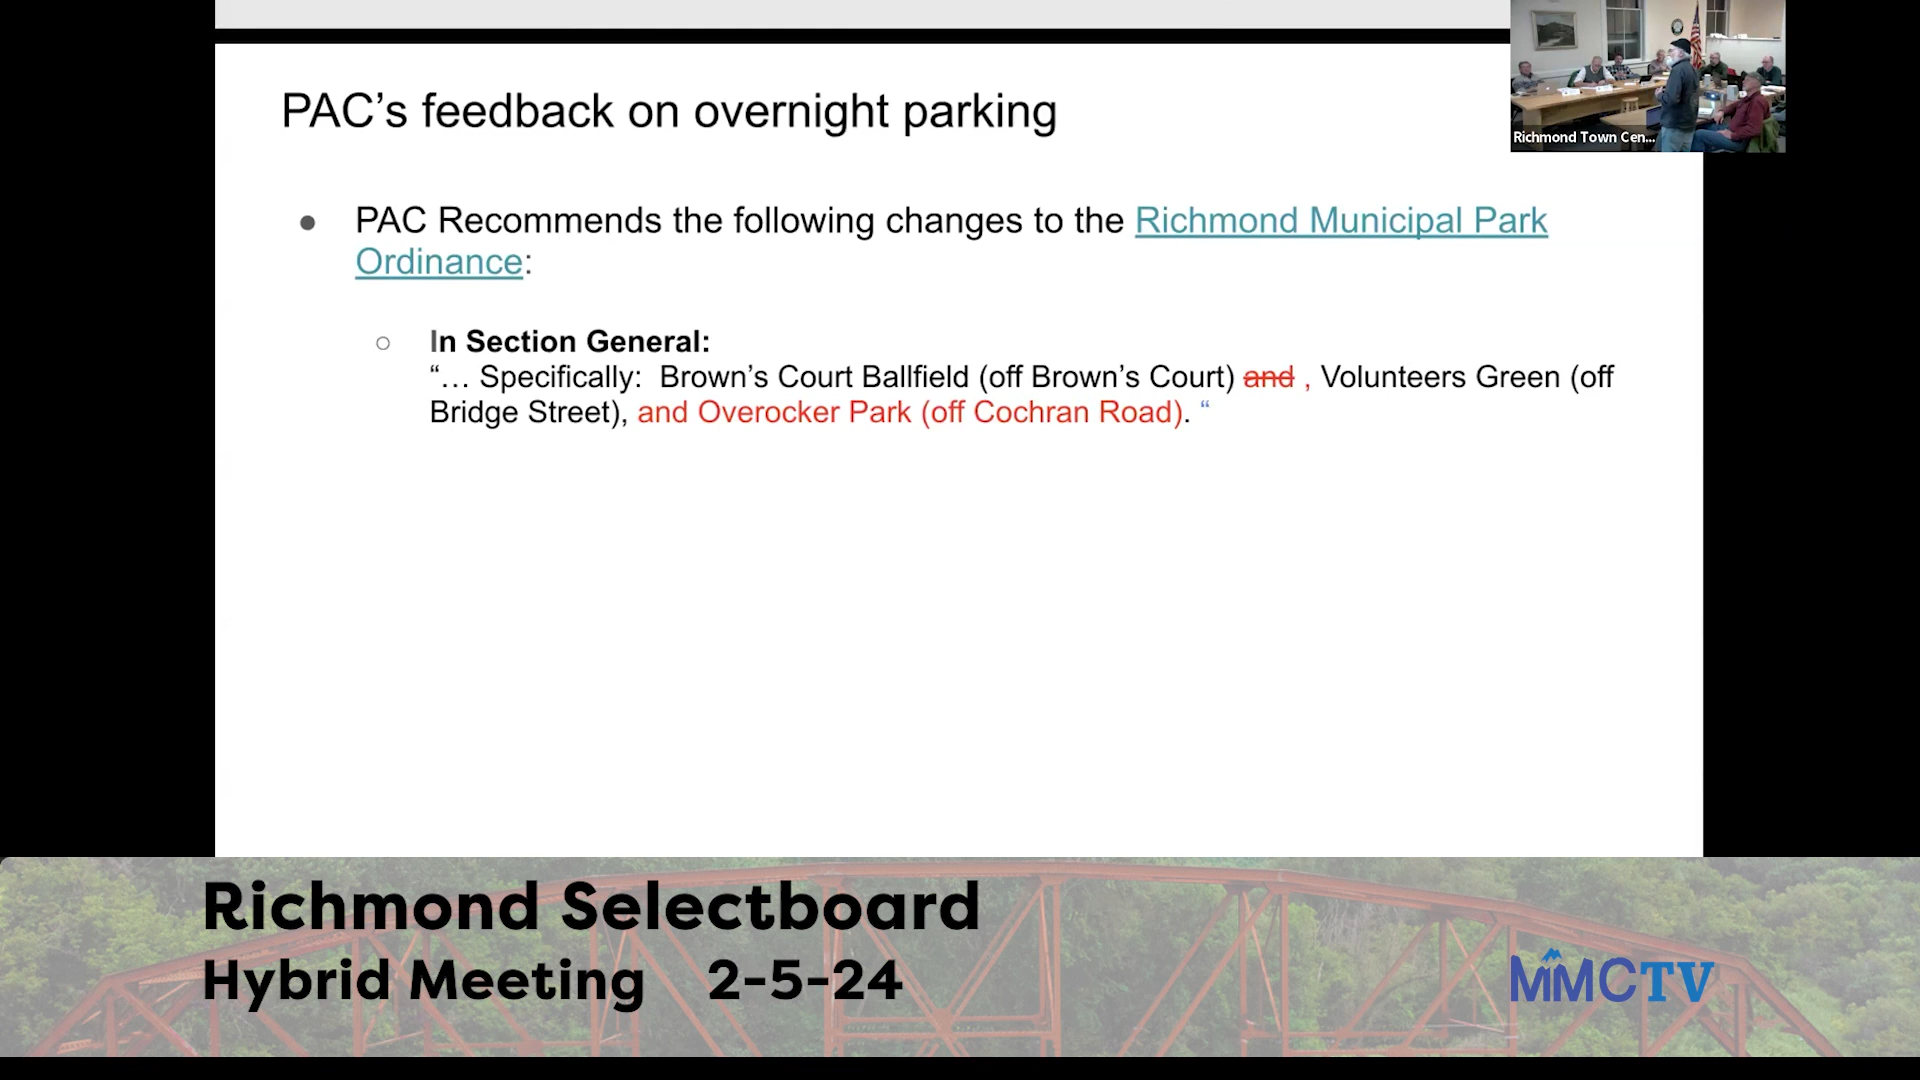 PAC’s feedback on overnight parking
Richmond Town Cen...
● PAC Recommends the following changes to the Richmond Municipal Park
Ordinance:
○ In Section General:
“… Specifically:  Brown’s Court Ballfield (off Brown’s Court) and , Volunteers Green (off
Bridge Street), and Overocker Park (off Cochran Road). “
Richmond Selectboard
Hybrid Meeting 2-5-24
MMCTV